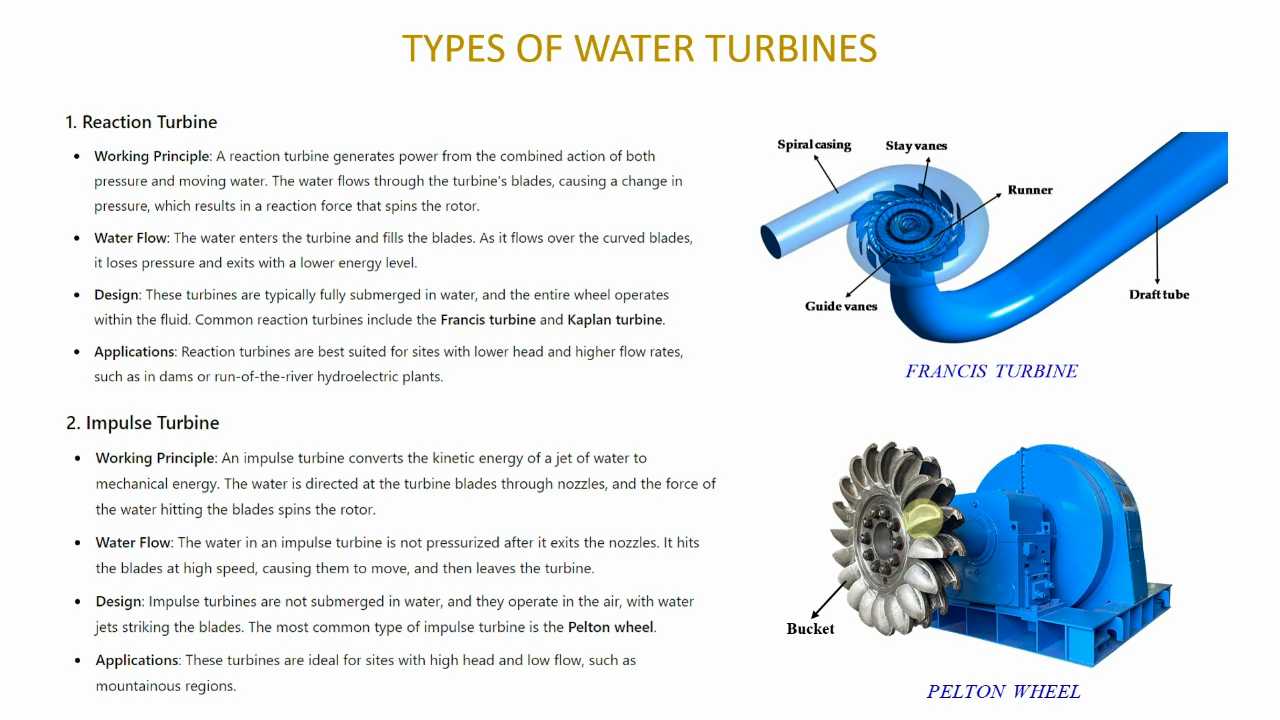 TYPES OF WATER TURBINES
1. Reaction Turbine
• Working Principle: A reaction turbine generates power from the combined action of both
pressure and moving water. The water flows through the turbine's blades, causing a change in
pressure, which results in a reaction force that spins the rotor.
• Water Flow: The water enters the turbine and fills the blades. As it flows over the curved blades,
it loses pressure and exits with a lower energy level.
• Design: These turbines are typically fully submerged in water, and the entire wheel operates
within the fluid. Common reaction turbines include the Francis turbine and Kaplan turbine.
• Applications: Reaction turbines are best suited for sites with lower head and higher flow rates,
such as in dams or run-of-the-river hydroelectric plants.
2. Impulse Turbine
• Working Principle: An impulse turbine converts the kinetic energy of a jet of water to
mechanical energy. The water is directed at the turbine blades through nozzles, and the force of
the water hitting the blades spins the rotor.
• Water Flow: The water in an impulse turbine is not pressurized after it exits the nozzles. It hits
the blades at high speed, causing them to move, and then leaves the turbine.
• Design: Impulse turbines are not submerged in water, and they operate in the air, with water
jets striking the blades. The most common type of impulse turbine is the Pelton wheel.
• Applications: These turbines are ideal for sites with high head and low flow, such as
mountainous regions.
Spiral casing
Stay vanes
Runner
Guide vanes
Draft tube
FRANCIS TURBINE
Bucket
PELTON WHEEL